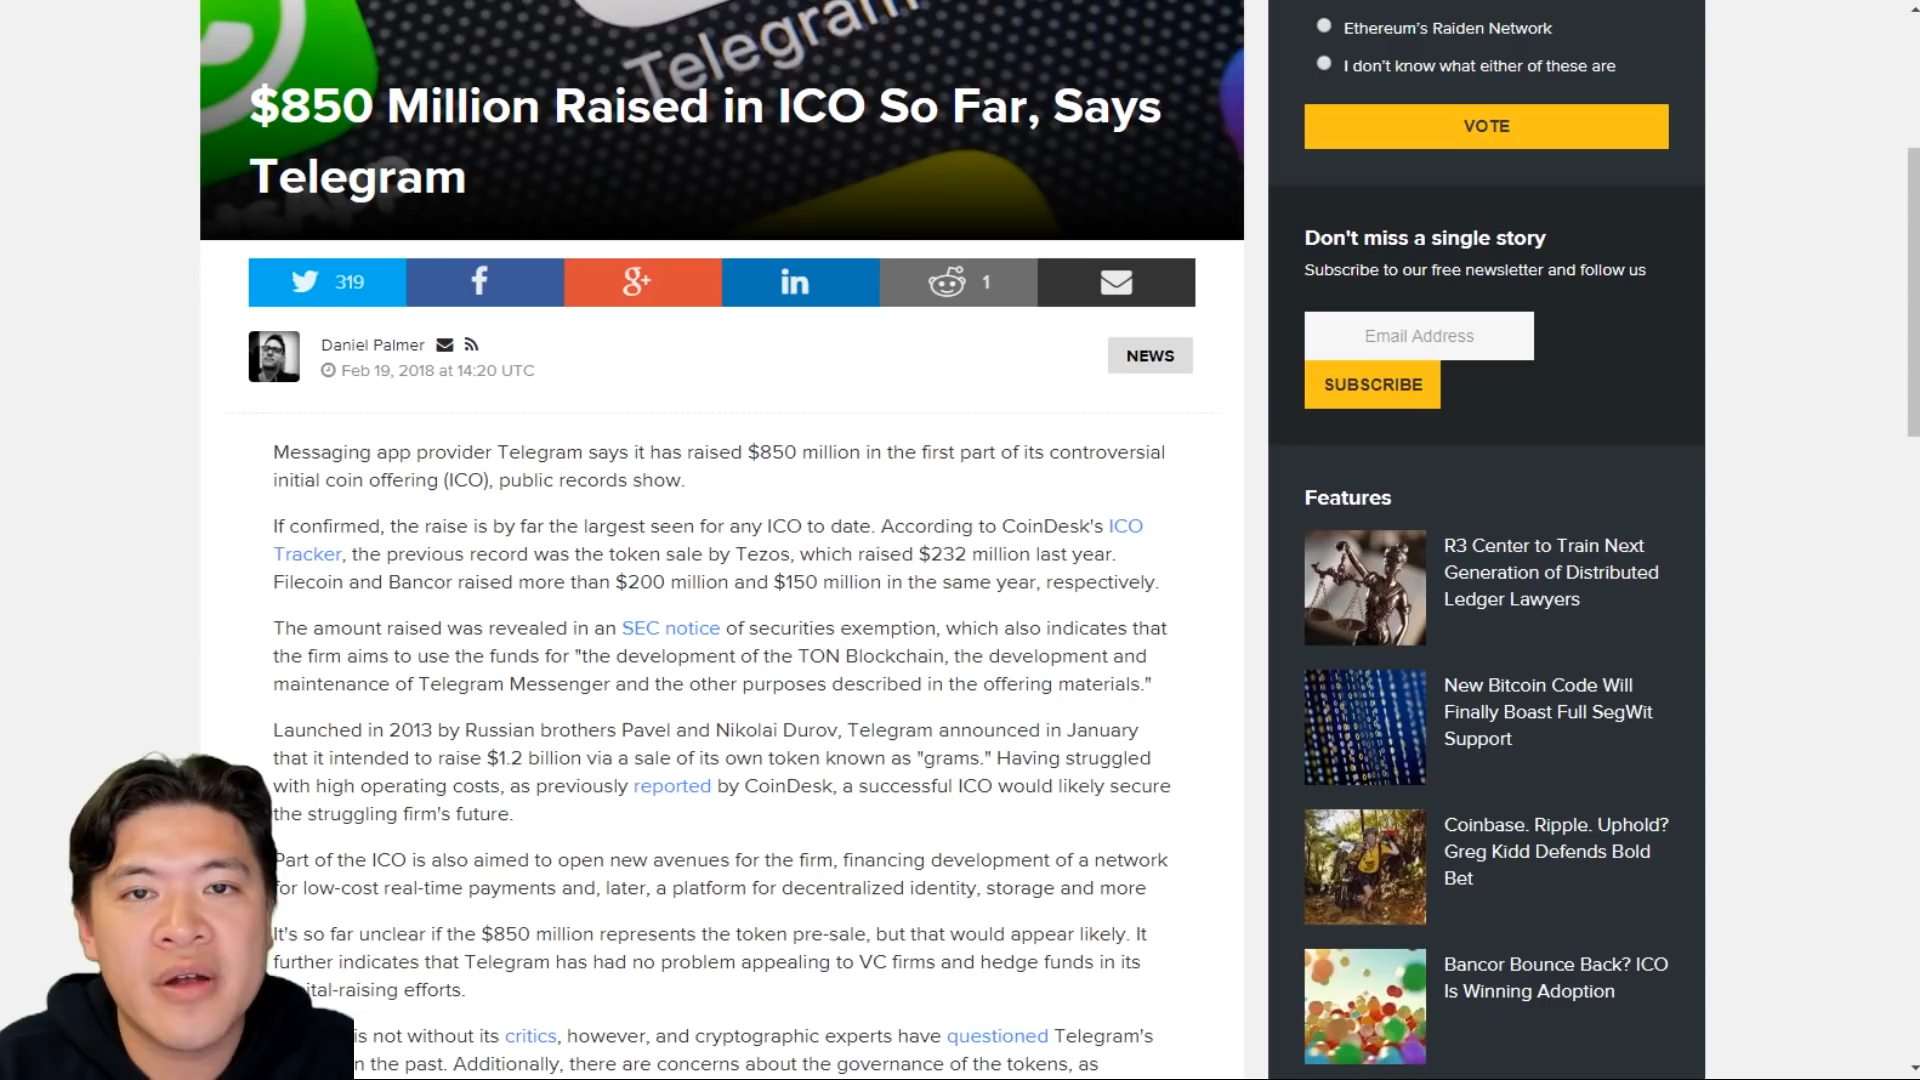 Telegram
$850 Million Raised in ICO So Far, Says
Telegram
319
f
g+
in
1
Daniel Palmer
Feb 19, 2018 at 14:20 UTC
NEWS
Messaging app provider Telegram says it has raised $850 million in the first part of its controversial
initial coin offering (ICO), public records show.
If confirmed, the raise is by far the largest seen for any ICO to date. According to CoinDesk's ICO
Tracker, the previous record was the token sale by Tezos, which raised $232 million last year.
Filecoin and Bancor raised more than $200 million and $150 million in the same year, respectively.
The amount raised was revealed in an SEC notice of securities exemption, which also indicates that
the firm aims to use the funds for "the development of the TON Blockchain, the development and
maintenance of Telegram Messenger and the other purposes described in the offering materials."
Launched in 2013 by Russian brothers Pavel and Nikolai Durov, Telegram announced in January
that it intended to raise $1.2 billion via a sale of its own token known as "grams." Having struggled
with high operating costs, as previously reported by CoinDesk, a successful ICO would likely secure
the struggling firm's future.
Part of the ICO is also aimed to open new avenues for the firm, financing development of a network
for low-cost real-time payments and, later, a platform for decentralized identity, storage and more
It's so far unclear if the $850 million represents the token pre-sale, but that would appear likely. It
further indicates that Telegram has had no problem appealing to VC firms and hedge funds in its
ital-raising efforts.
is not without its critics, however, and cryptographic experts have questioned Telegram's
n the past. Additionally, there are concerns about the governance of the tokens, as
Ethereum's Raiden Network
I don't know what either of these are
VOTE
Don't miss a single story
Subscribe to our free newsletter and follow us
Email Address
SUBSCRIBE
Features
R3 Center to Train Next
Generation of Distributed
Ledger Lawyers
New Bitcoin Code Will
Finally Boast Full SegWit
Support
Coinbase. Ripple. Uphold?
Greg Kidd Defends Bold
Bet
Bancor Bounce Back? ICO
Is Winning Adoption